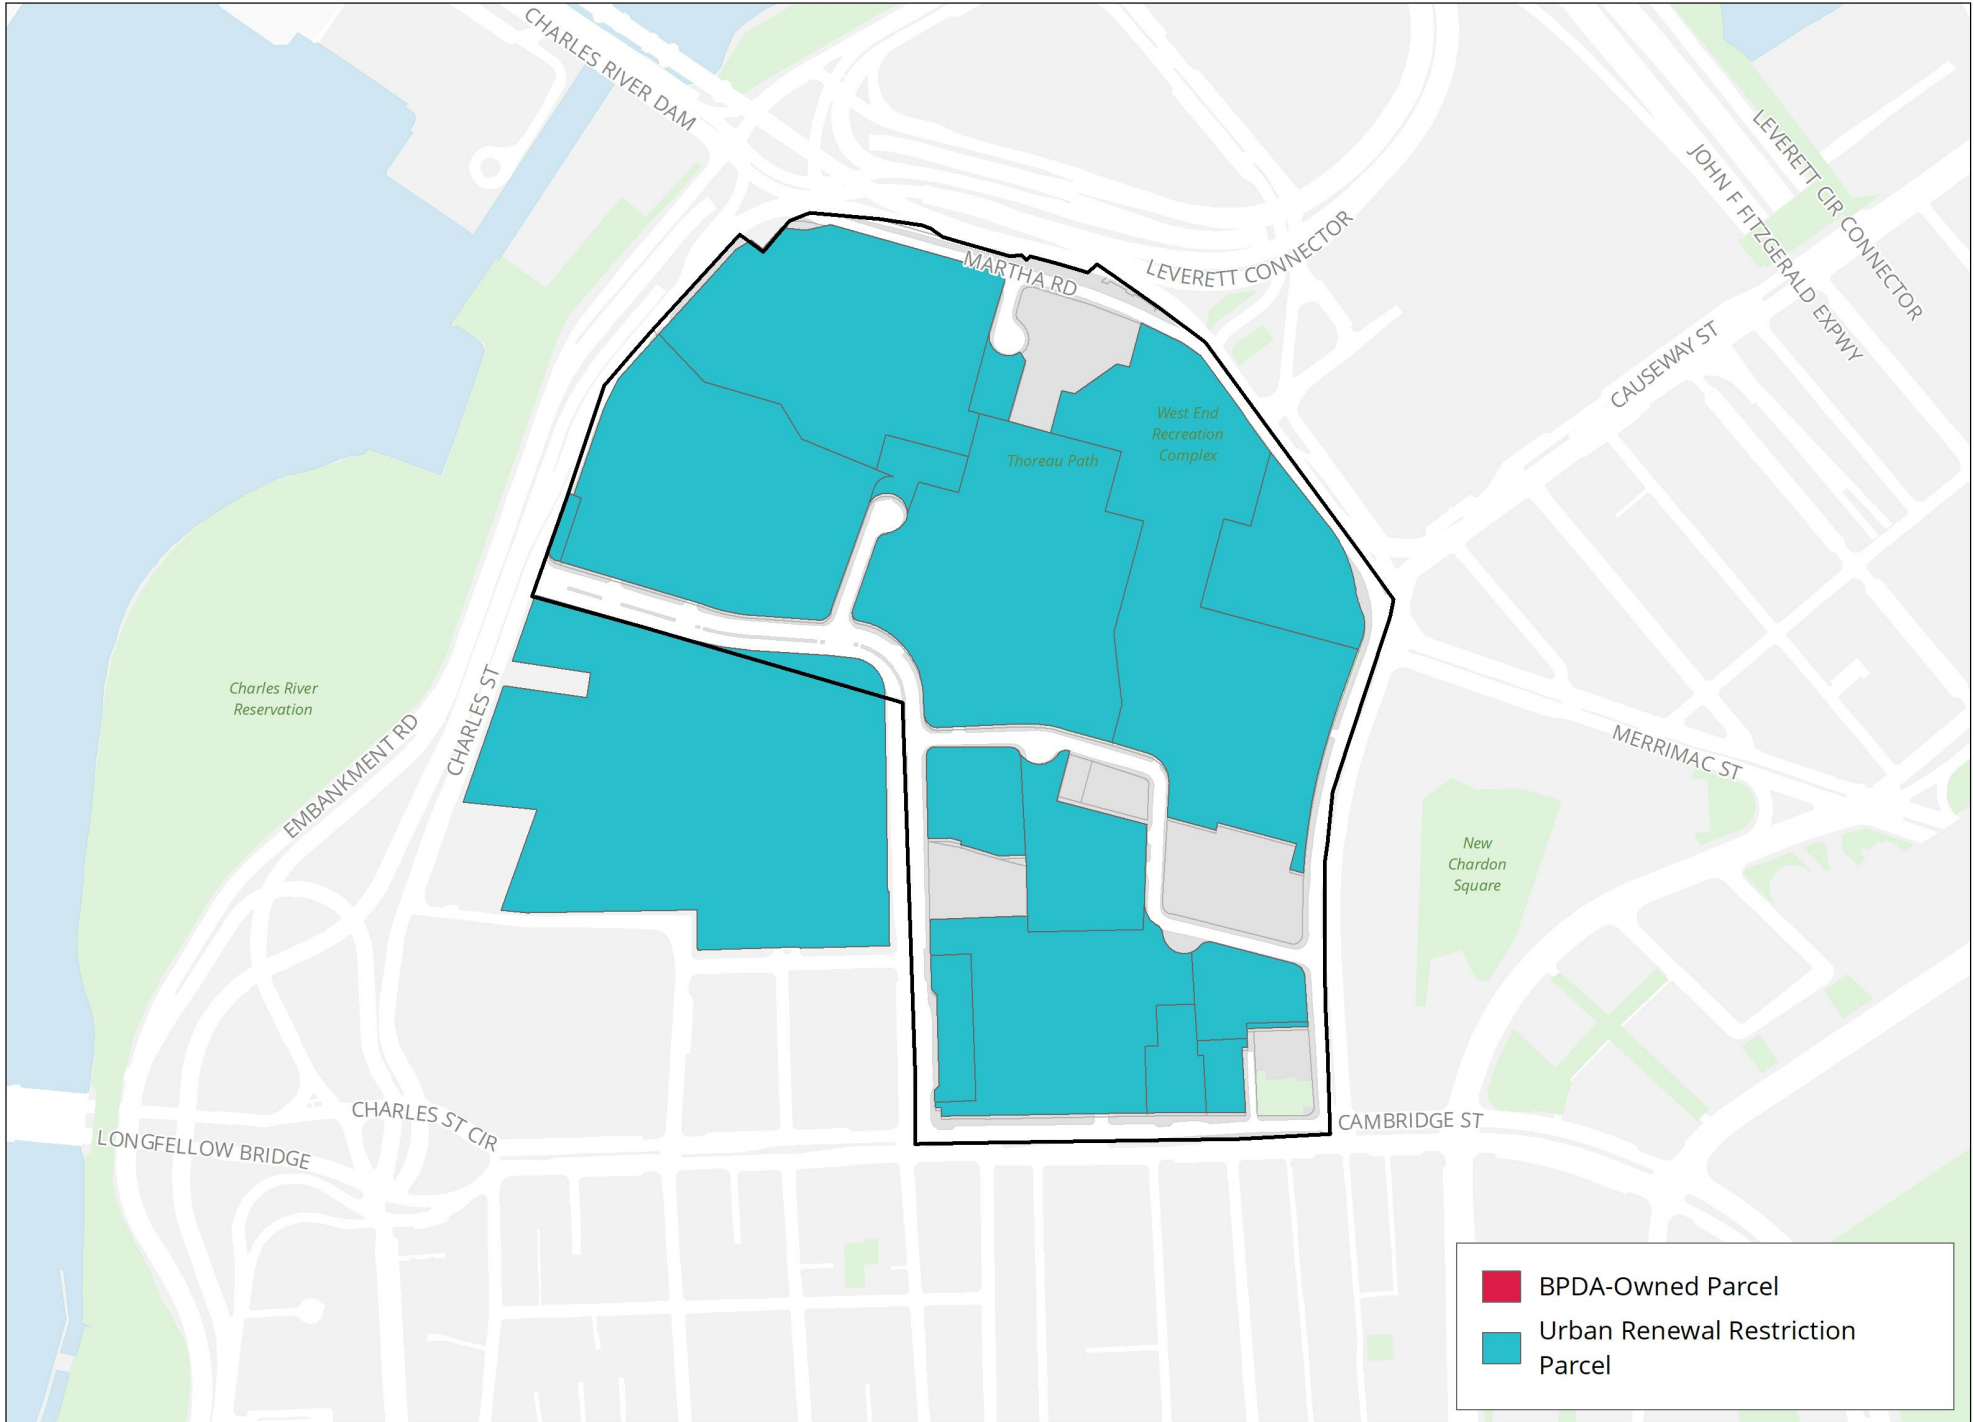 CHARLES RIVER DAM
LEVERETT CIR CONNECTOR
JOHN F FITZGERALD EXPWY
LEVERETT CONNECTOR
MARTHA RD
CAUSEWAY ST
West End
Recreation
Complex
Thoreau Path
Charles River
Reservation
CHARLES ST
EMBANKMENT RD
MERRIMAC ST
New
Chardon
Square
CHARLES ST CIR
CAMBRIDGE ST
LONGFELLOW BRIDGE
BPDA-Owned Parcel
Urban Renewal Restriction
Parcel